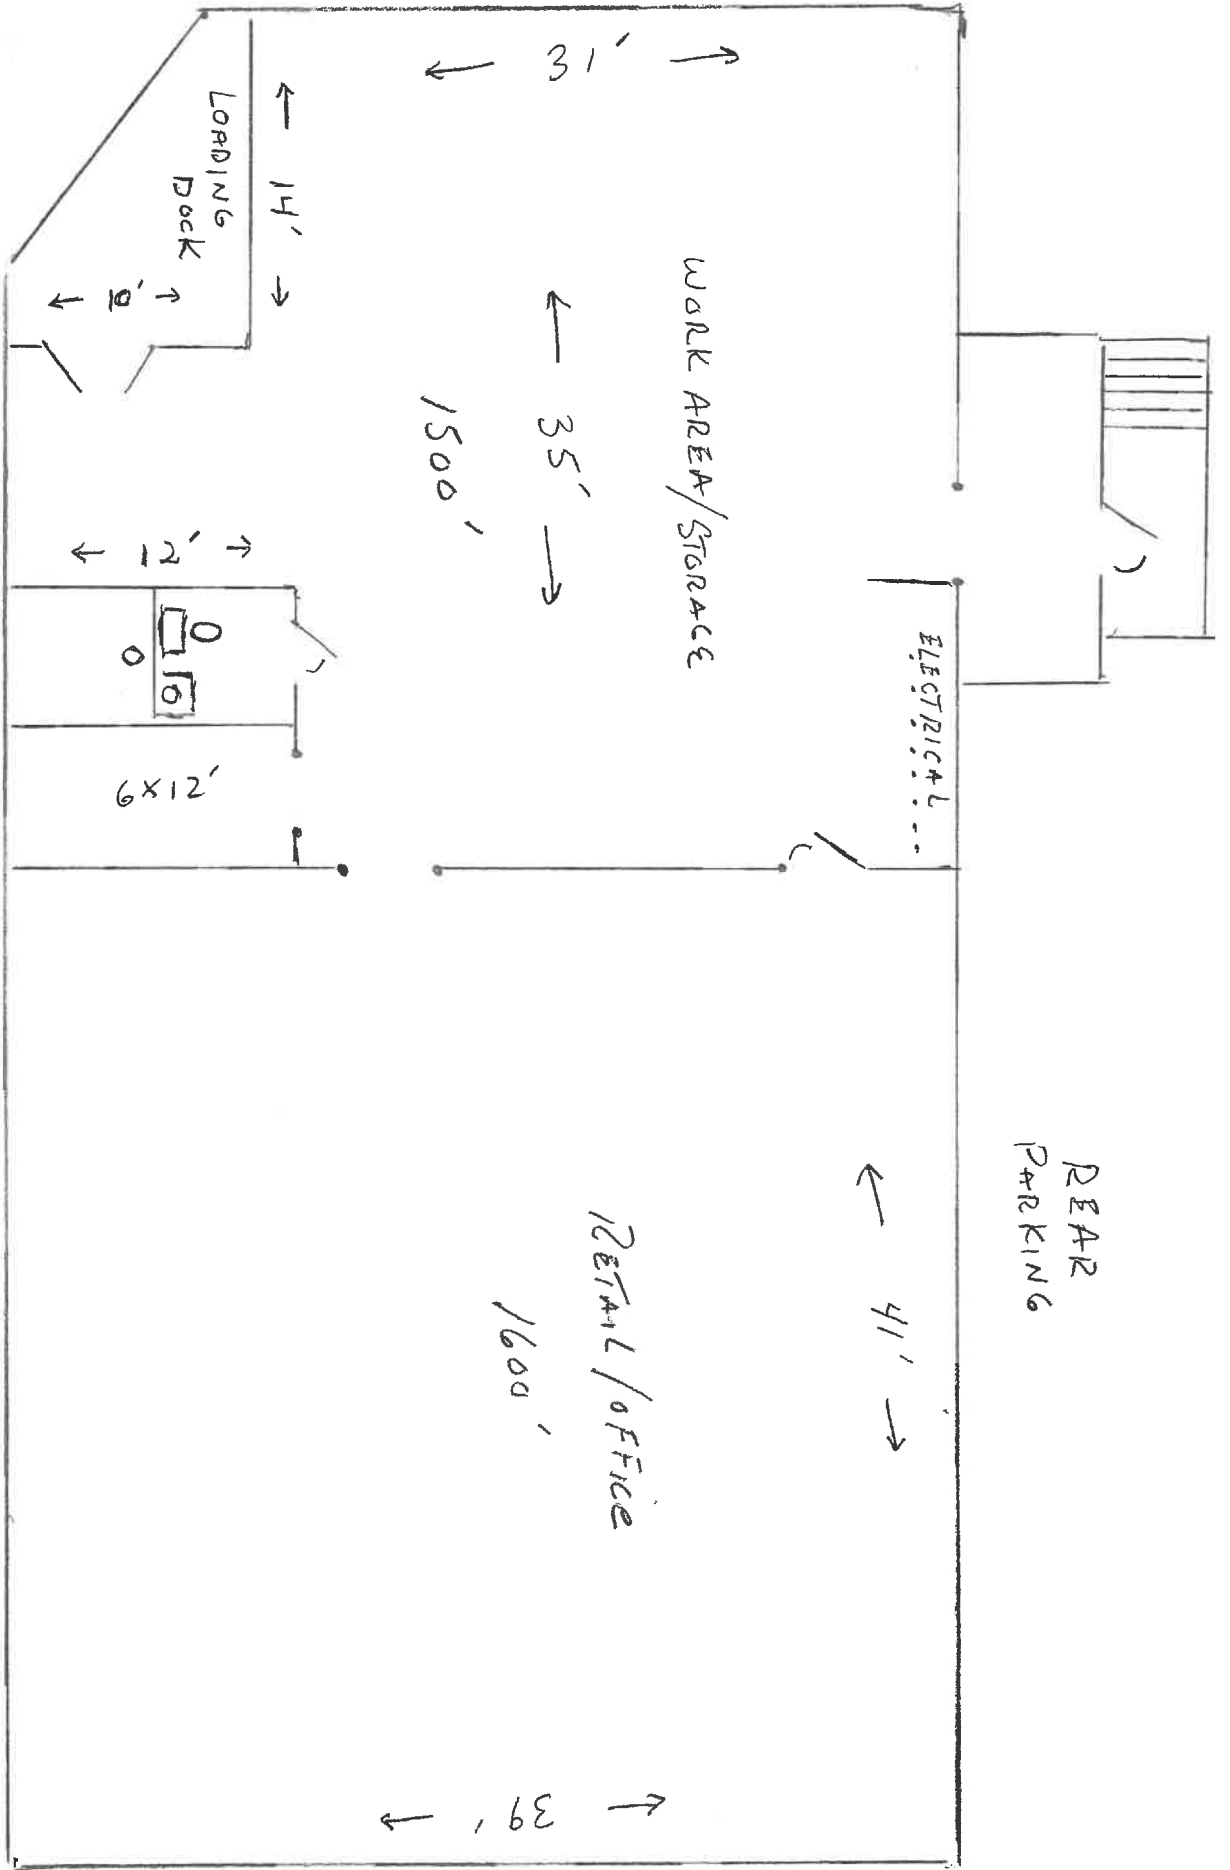 31'
14'
LOADING
DOCK
10'
WORK AREA/STORAGE
35'
1500'
12'
6x12'
ELECTRICAL
REAR
PARKING
41'
RETAIL/OFFICE
1600'
39'